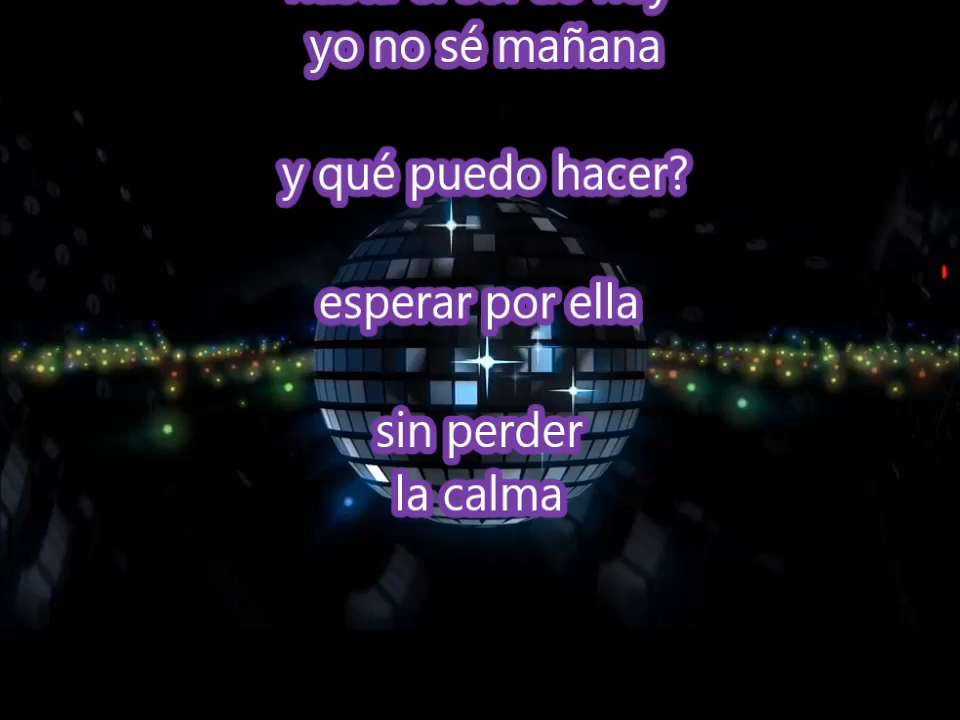 yo no sé mañana
y qué puedo hacer?
esperar por ella
sin perder
la calma